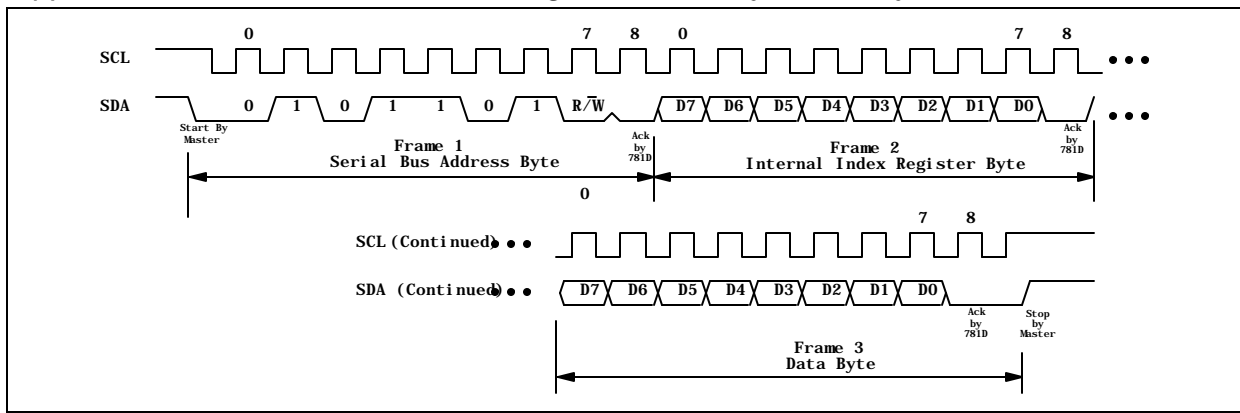 0 7 8 0 7 8
SCL
SDA 0 1 0 1 1 0 1 R/W D7 D6 D5 D4 D3 D2 D1 D0
Start By
Master
Ack
by
781D
Ack
by
781D
Frame 1
Serial Bus Address Byte
Frame 2
Internal Index Register Byte
0 7 8
SCL (Continued)
SDA (Continued) D7 D6 D5 D4 D3 D2 D1 D0
Ack
by
781D
Stop
by
Master
Frame 3
Data Byte